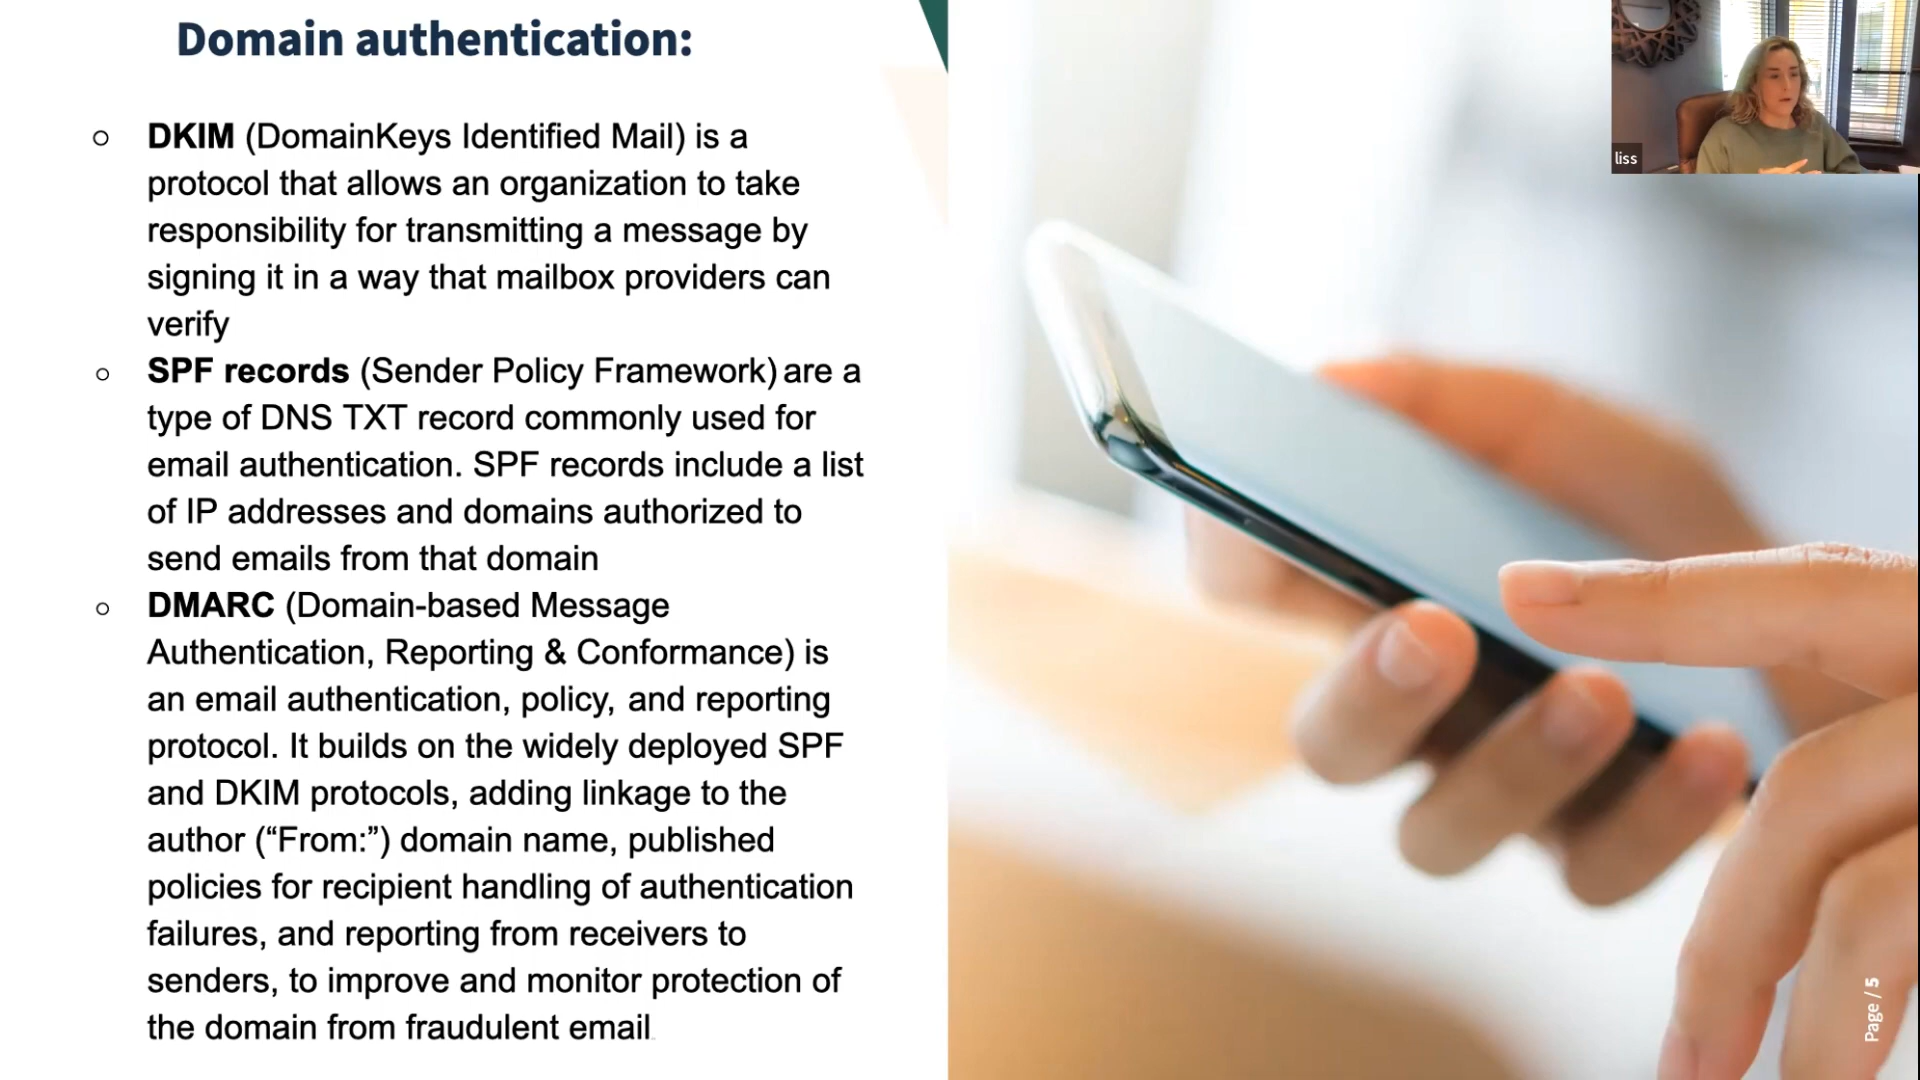 Domain authentication:
○ DKIM (DomainKeys Identified Mail) is a
protocol that allows an organization to take
responsibility for transmitting a message by
signing it in a way that mailbox providers can
verify
○ SPF records (Sender Policy Framework) are a
type of DNS TXT record commonly used for
email authentication. SPF records include a list
of IP addresses and domains authorized to
send emails from that domain
○ DMARC (Domain-based Message
Authentication, Reporting & Conformance) is
an email authentication, policy, and reporting
protocol. It builds on the widely deployed SPF
and DKIM protocols, adding linkage to the
author (“From:”) domain name, published
policies for recipient handling of authentication
failures, and reporting from receivers to
senders, to improve and monitor protection of
the domain from fraudulent email
liss
Page / 5